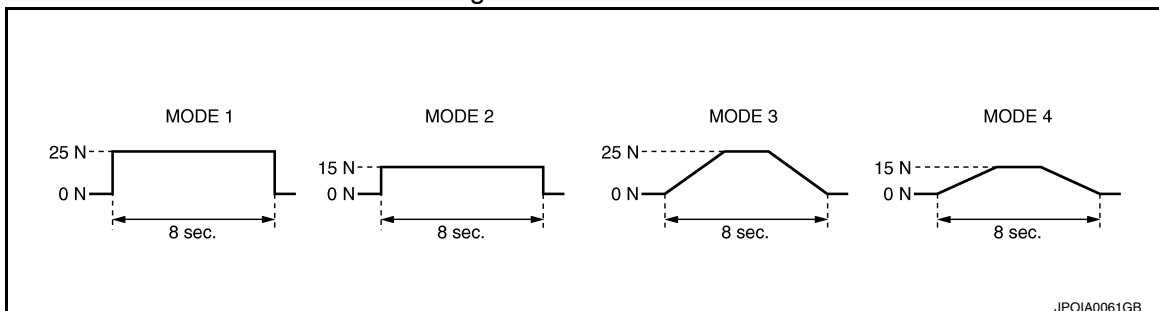 MODE 1
MODE 2
MODE 3
MODE 4
25 N
0 N
8 sec.
15 N
0 N
8 sec.
25 N
0 N
8 sec.
15 N
0 N
8 sec.
JPOIA0061GB